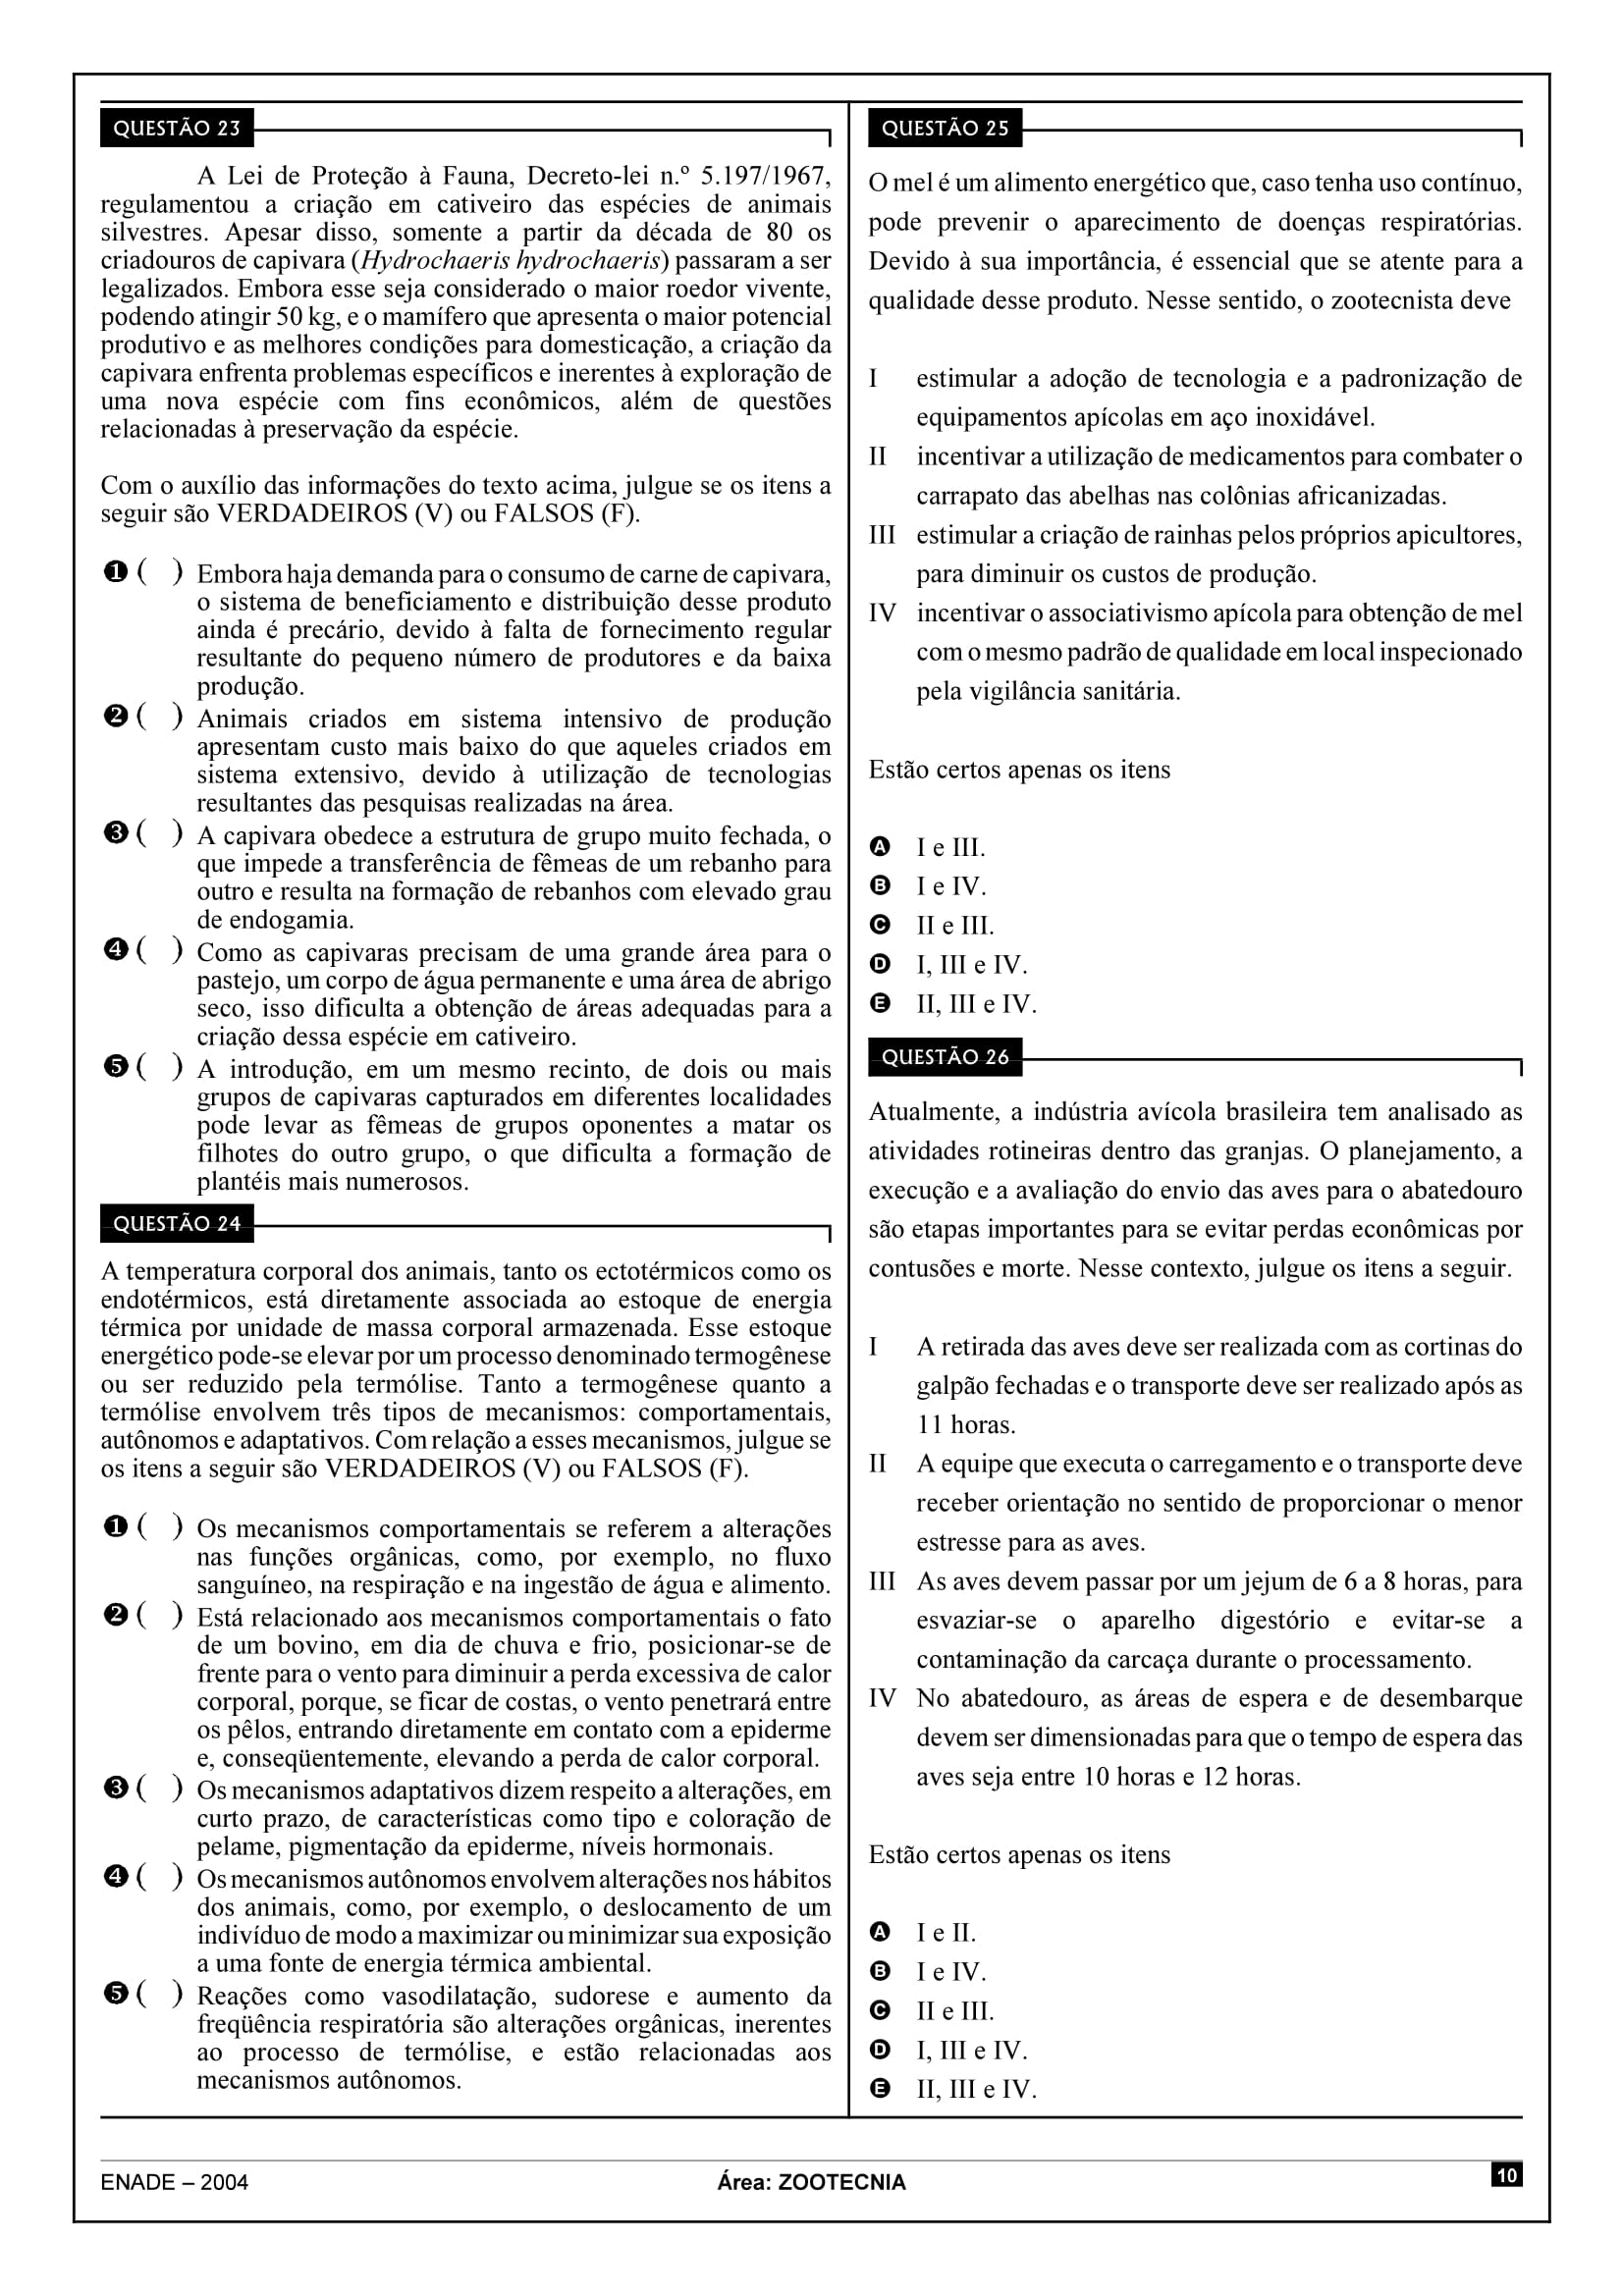 QUESTÃO 23
A Lei de Proteção à Fauna, Decreto-lei n.º 5.197/1967,
regulamentou a criação em cativeiro das espécies de animais
silvestres. Apesar disso, somente a partir da década de 80 os
criadouros de capivara (Hydrochaeris hydrochaeris) passaram a ser
legalizados. Embora esse seja considerado o maior roedor vivente,
podendo atingir 50 kg, e o mamífero que apresenta o maior potencial
produtivo e as melhores condições para domesticação, a criação da
capivara enfrenta problemas específicos e inerentes à exploração de
uma nova espécie com fins econômicos, além de questões
relacionadas à preservação da espécie.
Com o auxílio das informações do texto acima, julgue se os itens a
seguir são VERDADEIROS (V) ou FALSOS (F).
❶ ( ) Embora haja demanda para o consumo de carne de capivara,
o sistema de beneficiamento e distribuição desse produto
ainda é precário, devido à falta de fornecimento regular
resultante do pequeno número de produtores e da baixa
produção.
❷ ( ) Animais criados em sistema intensivo de produção
apresentam custo mais baixo do que aqueles criados em
sistema extensivo, devido à utilização de tecnologias
resultantes das pesquisas realizadas na área.
❸ ( ) A capivara obedece a estrutura de grupo muito fechada, o
que impede a transferência de fêmeas de um rebanho para
outro e resulta na formação de rebanhos com elevado grau
de endogamia.
❹ ( ) Como as capivaras precisam de uma grande área para o
pastejo, um corpo de água permanente e uma área de abrigo
seco, isso dificulta a obtenção de áreas adequadas para a
criação dessa espécie em cativeiro.
❺ ( ) A introdução, em um mesmo recinto, de dois ou mais
grupos de capivaras capturados em diferentes localidades
pode levar as fêmeas de grupos oponentes a matar os
filhotes do outro grupo, o que dificulta a formação de
plantéis mais numerosos.
QUESTÃO 24
A temperatura corporal dos animais, tanto os ectotérmicos como os
endotérmicos, está diretamente associada ao estoque de energia
térmica por unidade de massa corporal armazenada. Esse estoque
energético pode-se elevar por um processo denominado termogênese
ou ser reduzido pela termólise. Tanto a termogênese quanto a
termólise envolvem três tipos de mecanismos: comportamentais,
autônomos e adaptativos. Com relação a esses mecanismos, julgue se
os itens a seguir são VERDADEIROS (V) ou FALSOS (F).
❶ ( ) Os mecanismos comportamentais se referem a alterações
nas funções orgânicas, como, por exemplo, no fluxo
sanguíneo, na respiração e na ingestão de água e alimento.
❷ ( ) Está relacionado aos mecanismos comportamentais o fato
de um bovino, em dia de chuva e frio, posicionar-se de
frente para o vento para diminuir a perda excessiva de calor
corporal, porque, se ficar de costas, o vento penetrará entre
os pêlos, entrando diretamente em contato com a epiderme
e, conseqüentemente, elevando a perda de calor corporal.
❸ ( ) Os mecanismos adaptativos dizem respeito a alterações, em
curto prazo, de características como tipo e coloração de
pelame, pigmentação da epiderme, níveis hormonais.
❹ ( ) Os mecanismos autônomos envolvem alterações nos hábitos
dos animais, como, por exemplo, o deslocamento de um
indivíduo de modo a maximizar ou minimizar sua exposição
a uma fonte de energia térmica ambiental.
❺ ( ) Reações como vasodilatação, sudorese e aumento da
freqüência respiratória são alterações orgânicas, inerentes
ao processo de termólise, e estão relacionadas aos
mecanismos autônomos.
QUESTÃO 25
O mel é um alimento energético que, caso tenha uso contínuo,
pode prevenir o aparecimento de doenças respiratórias.
Devido à sua importância, é essencial que se atente para a
qualidade desse produto. Nesse sentido, o zootecnista deve
I estimular a adoção de tecnologia e a padronização de
equipamentos apícolas em aço inoxidável.
II incentivar a utilização de medicamentos para combater o
carrapato das abelhas nas colônias africanizadas.
III estimular a criação de rainhas pelos próprios apicultores,
para diminuir os custos de produção.
IV incentivar o associativismo apícola para obtenção de mel
com o mesmo padrão de qualidade em local inspecionado
pela vigilância sanitária.
Estão certos apenas os itens
A I e III.
B I e IV.
C II e III.
D I, III e IV.
E II, III e IV.
QUESTÃO 26
Atualmente, a indústria avícola brasileira tem analisado as
atividades rotineiras dentro das granjas. O planejamento, a
execução e a avaliação do envio das aves para o abatedouro
são etapas importantes para se evitar perdas econômicas por
contusões e morte. Nesse contexto, julgue os itens a seguir.
I A retirada das aves deve ser realizada com as cortinas do
galpão fechadas e o transporte deve ser realizado após as
11 horas.
II A equipe que executa o carregamento e o transporte deve
receber orientação no sentido de proporcionar o menor
estresse para as aves.
III As aves devem passar por um jejum de 6 a 8 horas, para
esvaziar-se o aparelho digestório e evitar-se a
contaminação da carcaça durante o processamento.
IV No abatedouro, as áreas de espera e de desembarque
devem ser dimensionadas para que o tempo de espera das
aves seja entre 10 horas e 12 horas.
Estão certos apenas os itens
A I e II.
B I e IV.
C II e III.
D I, III e IV.
E II, III e IV.
ENADE – 2004
Área: ZOOTECNIA
10